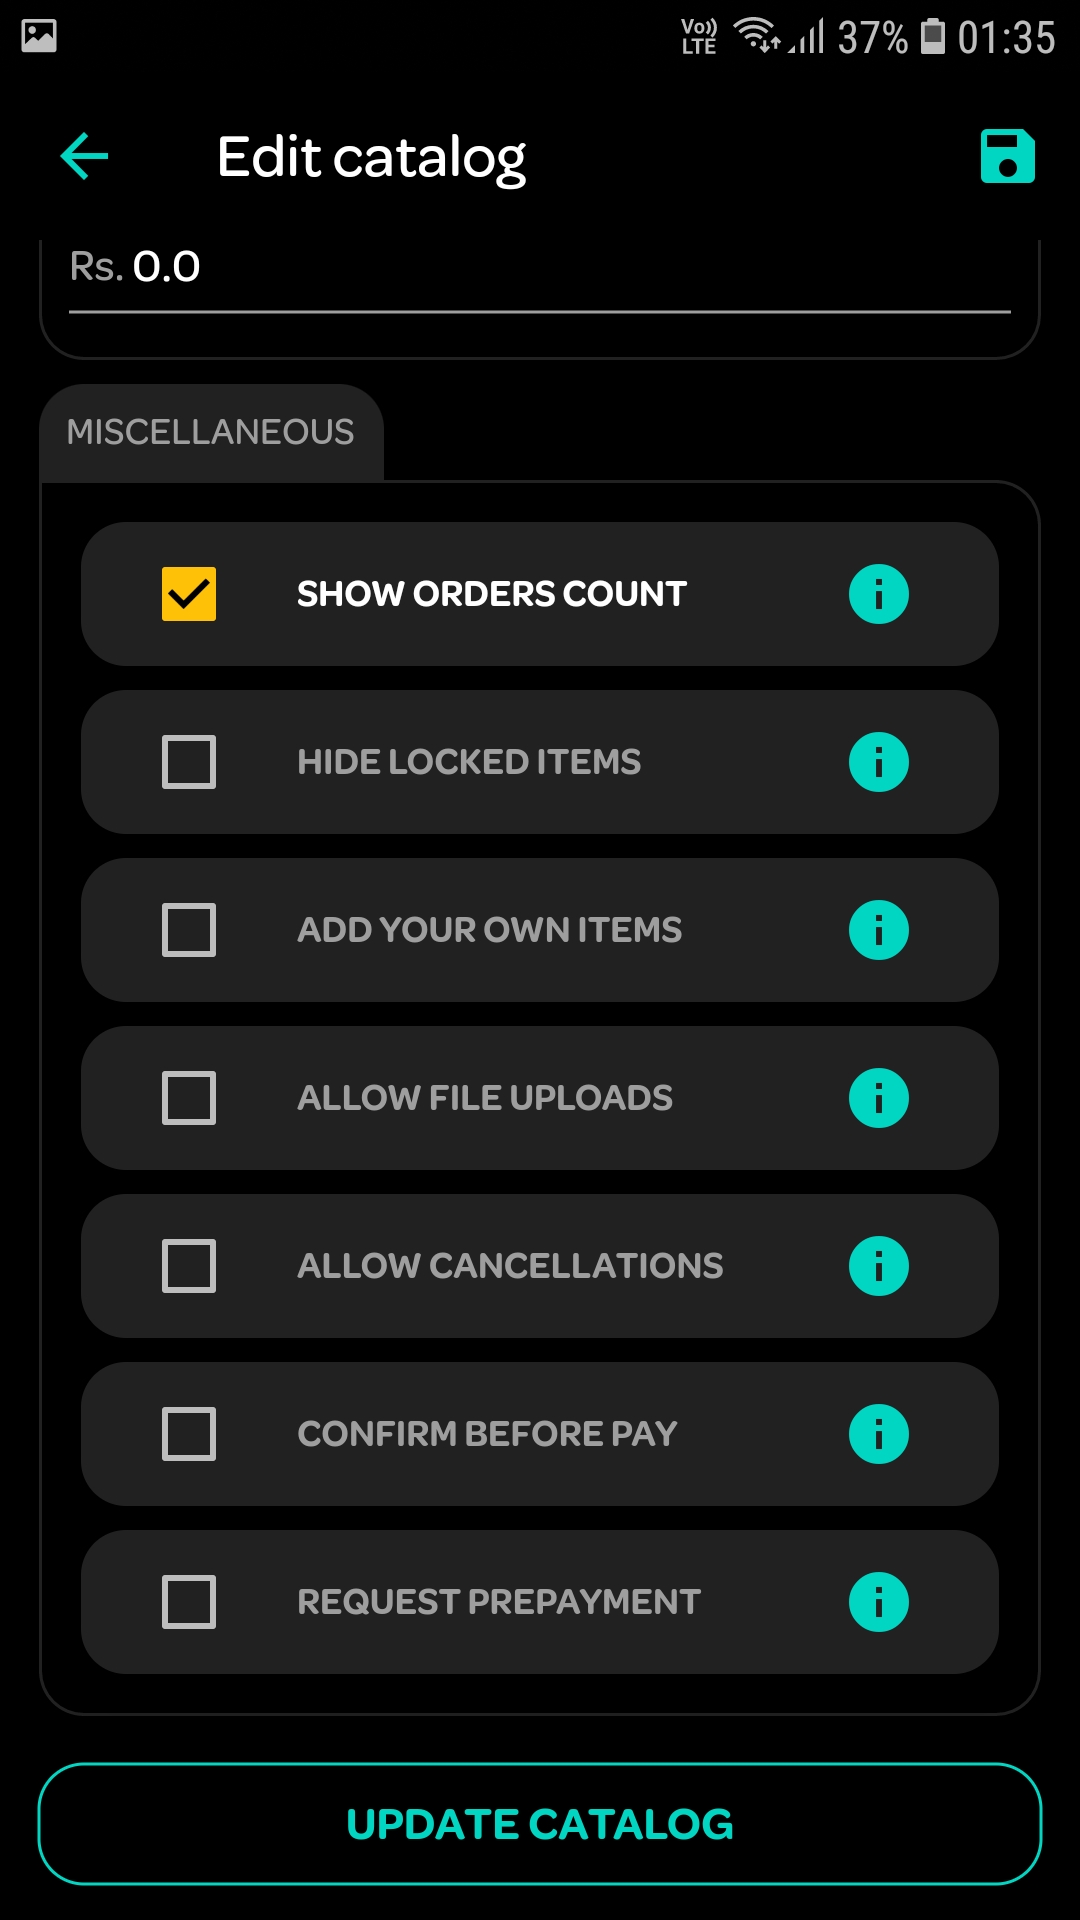 Vo)) LTE 37% 01:35
Edit catalog
Rs. 0.0
MISCELLANEOUS
SHOW ORDERS COUNT
HIDE LOCKED ITEMS
ADD YOUR OWN ITEMS
ALLOW FILE UPLOADS
ALLOW CANCELLATIONS
CONFIRM BEFORE PAY
REQUEST PREPAYMENT
UPDATE CATALOG